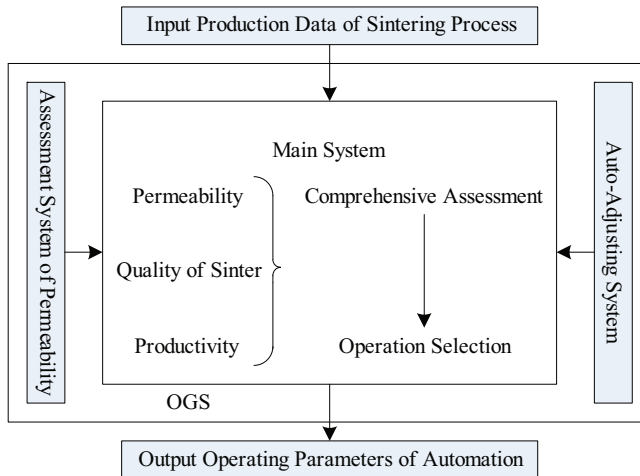 Input Production Data of Sintering Process
Assessment System of Permeability
Main System
Permeability
Quality of Sinter
Productivity
Comprehensive Assessment
Operation Selection
Auto-Adjusting System
OGS
Output Operating Parameters of Automation